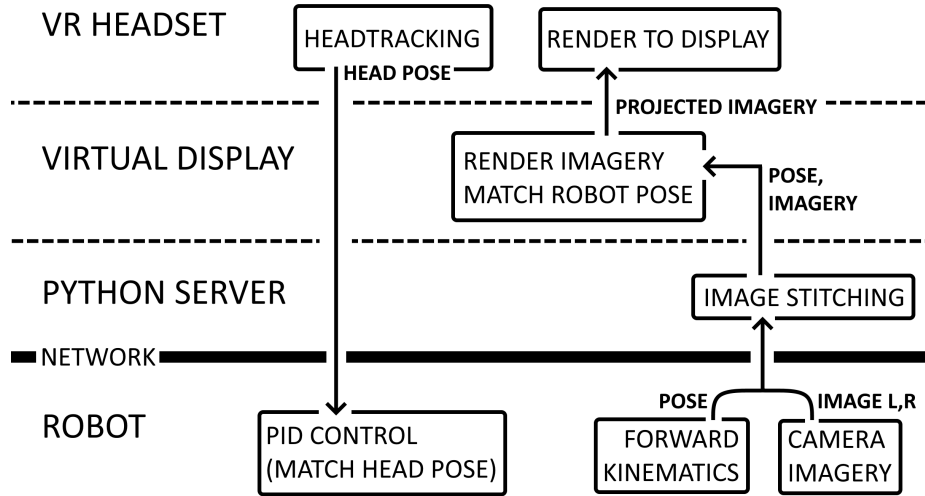 VR HEADSET
HEADTRACKING
RENDER TO DISPLAY
HEAD POSE
PROJECTED IMAGERY
VIRTUAL DISPLAY
RENDER IMAGERY
MATCH ROBOT POSE
POSE,
IMAGERY
PYTHON SERVER
IMAGE STITCHING
NETWORK
POSE
IMAGE L,R
ROBOT
PID CONTROL
(MATCH HEAD POSE)
FORWARD
KINEMATICS
CAMERA
IMAGERY